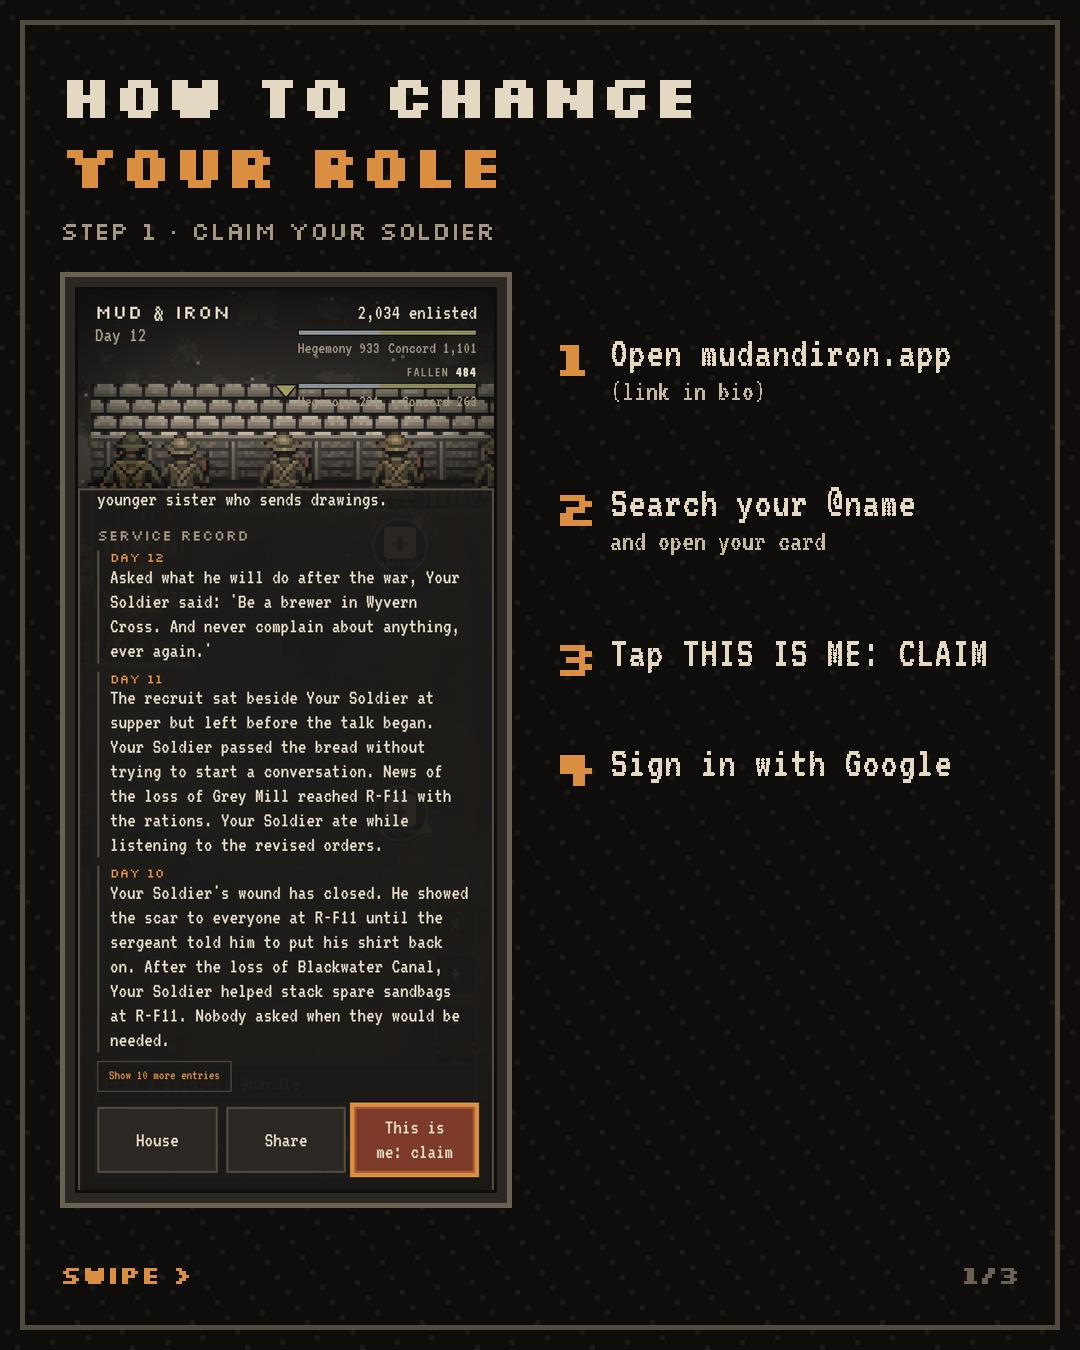 HOW TO CHANGE
YOUR ROLE
STEP 1 · CLAIM YOUR SOLDIER
MUD & IRON
2,034 enlisted
Day 12
Hegemony 933 Concord 1,101
FALLEN 484
Concord 263
younger sister who sends drawings.
SERVICE RECORD
DAY 12
Asked what he will do after the war, Your
Soldier said: 'Be a brewer in Wyvern
Cross. And never complain about anything,
ever again.'
DAY 11
The recruit sat beside Your Soldier at
supper but left before the talk began.
Your Soldier passed the bread without
trying to start a conversation. News of
the loss of Grey Mill reached R-F11 with
the rations. Your Soldier ate while
listening to the revised orders.
DAY 10
Your Soldier's wound has closed. He showed
the scar to everyone at R-F11 until the
sergeant told him to put his shirt back
on. After the loss of Blackwater Canal,
Your Soldier helped stack spare sandbags
at R-F11. Nobody asked when they would be
needed.
Show 10 more entries
@handle
House
Share
This is
me: claim
1 Open mudandiron.app
(link in bio)
2 Search your @name
and open your card
3 Tap THIS IS ME: CLAIM
4 Sign in with Google
SWIPE >
1/3